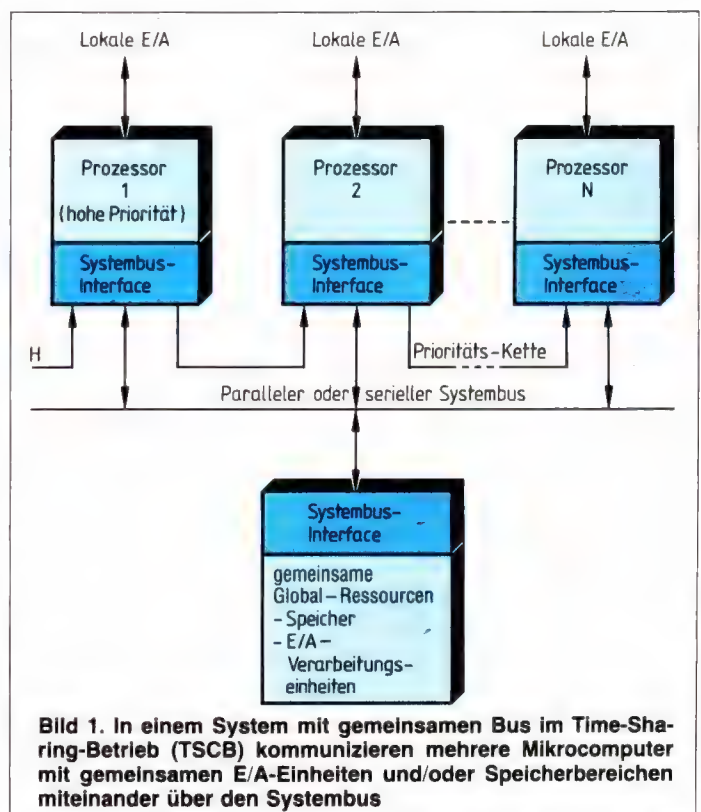 Lokale E/A
Lokale E/A
Lokale E/A
Prozessor
1
(hohe Priorität)
Systembus-
Interface
Prozessor
2
Systembus-
Interface
Prozessor
N
Systembus-
Interface
H
Prioritäts-Kette
Paralleler oder serieller Systembus
Systembus-
Interface
gemeinsame
Global-Ressourcen
- Speicher
- E/A-
Verarbeitungs-
einheiten
Bild 1. In einem System mit gemeinsamen Bus im Time-Sha-
ring-Betrieb (TSCB) kommunizieren mehrere Mikrocomputer
mit gemeinsamen E/A-Einheiten und/oder Speicherbereichen
miteinander über den Systembus